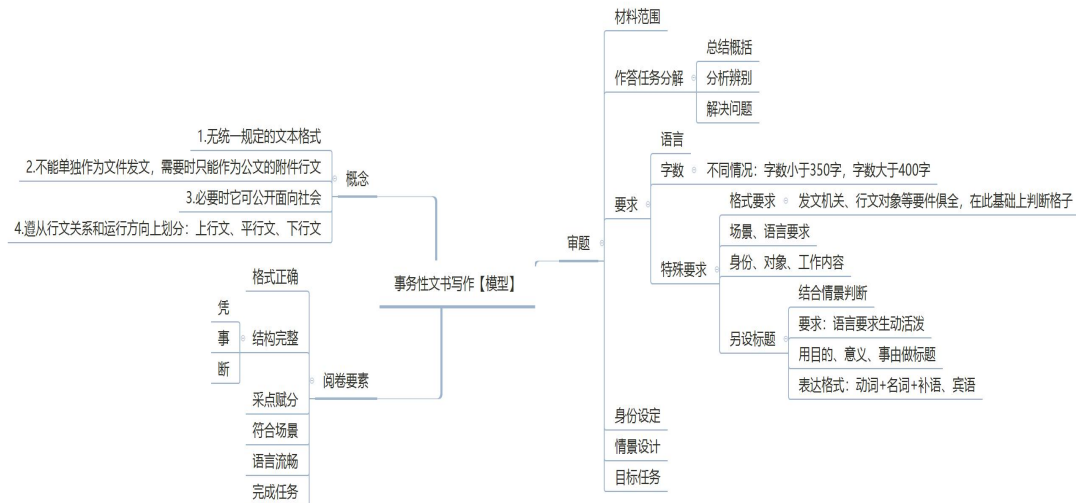 事务性文书写作【模型】
概念
1.无统一规定的文本格式
2.不能单独作为文件发文，需要时只能作为公文的附件行文
3.必要时它可公开面向社会
4.遵从行文关系和运行方向上划分：上行文、平行文、下行文
阅卷要素
格式正确
结构完整
凭
事
断
采点赋分
符合场景
语言流畅
完成任务
审题
材料范围
作答任务分解
总结概括
分析辨别
解决问题
要求
语言
字数
不同情况：字数小于350字，字数大于400字
特殊要求
格式要求
发文机关、行文对象等要件俱全，在此基础上判断格子
场景、语言要求
身份、对象、工作内容
另设标题
结合情景判断
要求：语言要求生动活泼
用目的、意义、事由做标题
表达格式：动词+名词+补语、宾语
身份设定
情景设计
目标任务